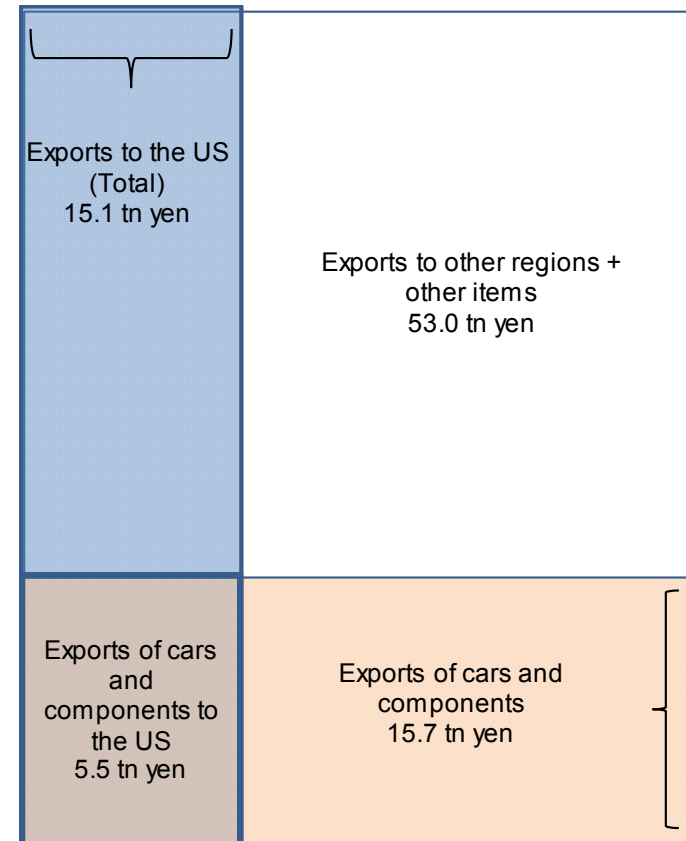 Exports to the US
(Total)
15.1 tn yen
Exports to other regions +
other items
53.0 tn yen
Exports of cars
and
components to
the US
5.5 tn yen
Exports of cars and
components
15.7 tn yen